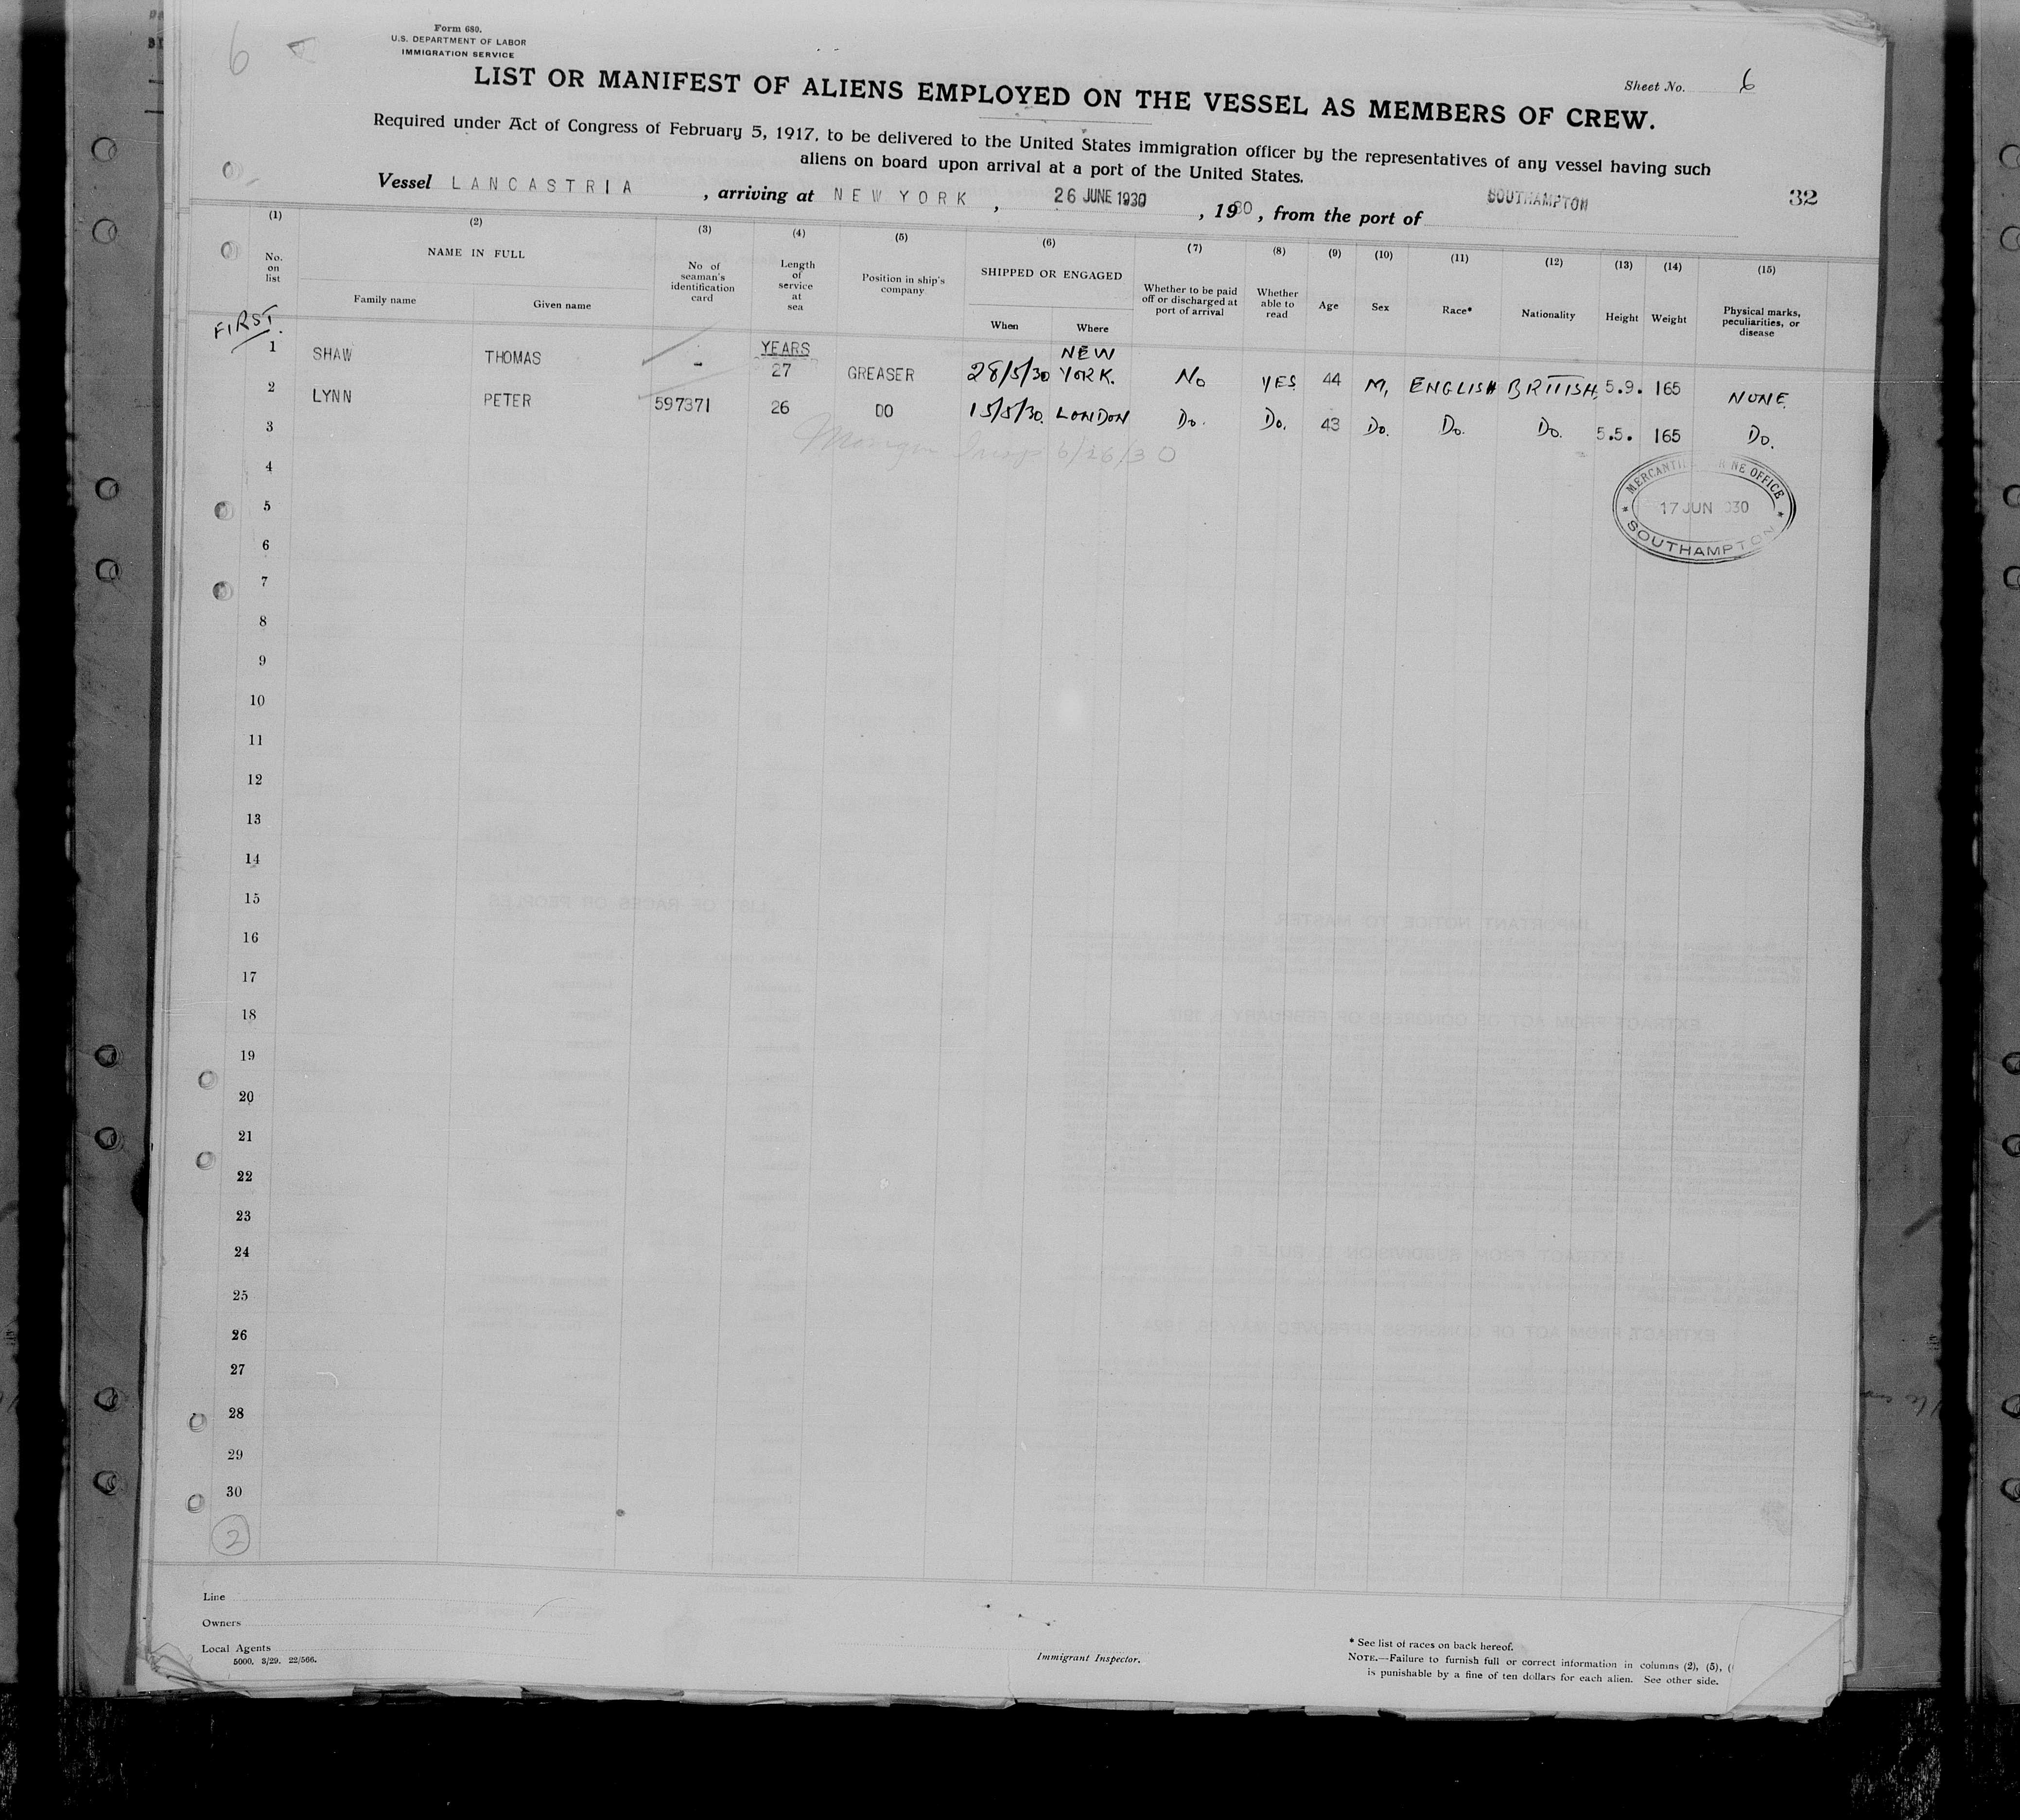 6
Form 680.
U.S. DEPARTMENT OF LABOR
IMMIGRATION SERVICE
Sheet No. 6
LIST OR MANIFEST OF ALIENS EMPLOYED ON THE VESSEL AS MEMBERS OF CREW.
Required under Act of Congress of February 5, 1917, to be delivered to the United States immigration officer by the representatives of any vessel having such
aliens on board upon arrival at a port of the United States.
Vessel LANCASTRIA, arriving at NEW YORK, 26 JUNE 1930, 1930, from the port of SOUTHAMPTON 32
(1) (2) (3) (4) (5) (6) (7) (8) (9) (10) (11) (12) (13) (14) (15)
No. on list NAME IN FULL Family name Given name No of seaman's identification card Length of service at sea Position in ship's company SHIPPED OR ENGAGED When Where Whether to be paid off or discharged at port of arrival Whether able to read Age Sex Race* Nationality Height Weight Physical marks, peculiarities, or disease
FIRST.
YEARS
1 SHAW THOMAS - 27 GREASER 28/5/30 NEW YORK. No YES 44 M, ENGLISH BRITISH, 5.9. 165 NONE
2 LYNN PETER 597371 26 DO 15/5/30. LONDON Do. Do. 43 Do. Do. Do. 5.5. 165 Do.
3
6/26/30
4
MERCANTI NE OFFICE
17 JUN 030
SOUTHAMPTON
5
6
7
8
9
10
11
12
13
14
15
16
17
18
19
20
21
22
23
24
25
26
27
28
29
30
2
Line
Owners
Local Agents
5000. 3/29. 22/566.
Immigrant Inspector.
* See list of races on back hereof.
NOTE.—Failure to furnish full or correct information in columns (2), (5), (
is punishable by a fine of ten dollars for each alien. See other side.